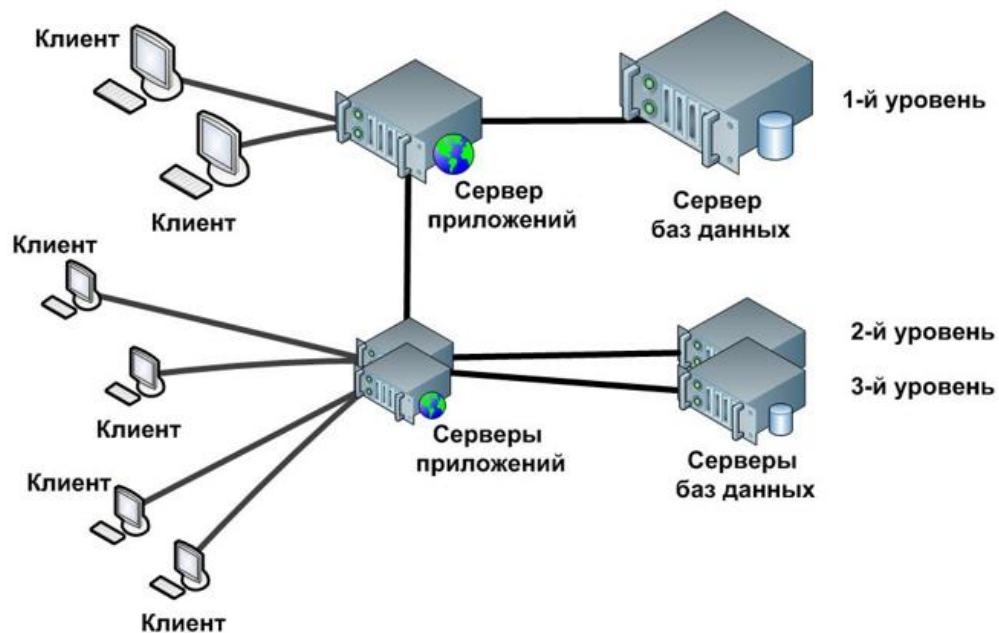 Клиент
1-й уровень
Сервер
приложений
Сервер
баз данных
Клиент
Клиент
2-й уровень
3-й уровень
Клиент
Серверы
приложений
Серверы
баз данных
Клиент
Клиент